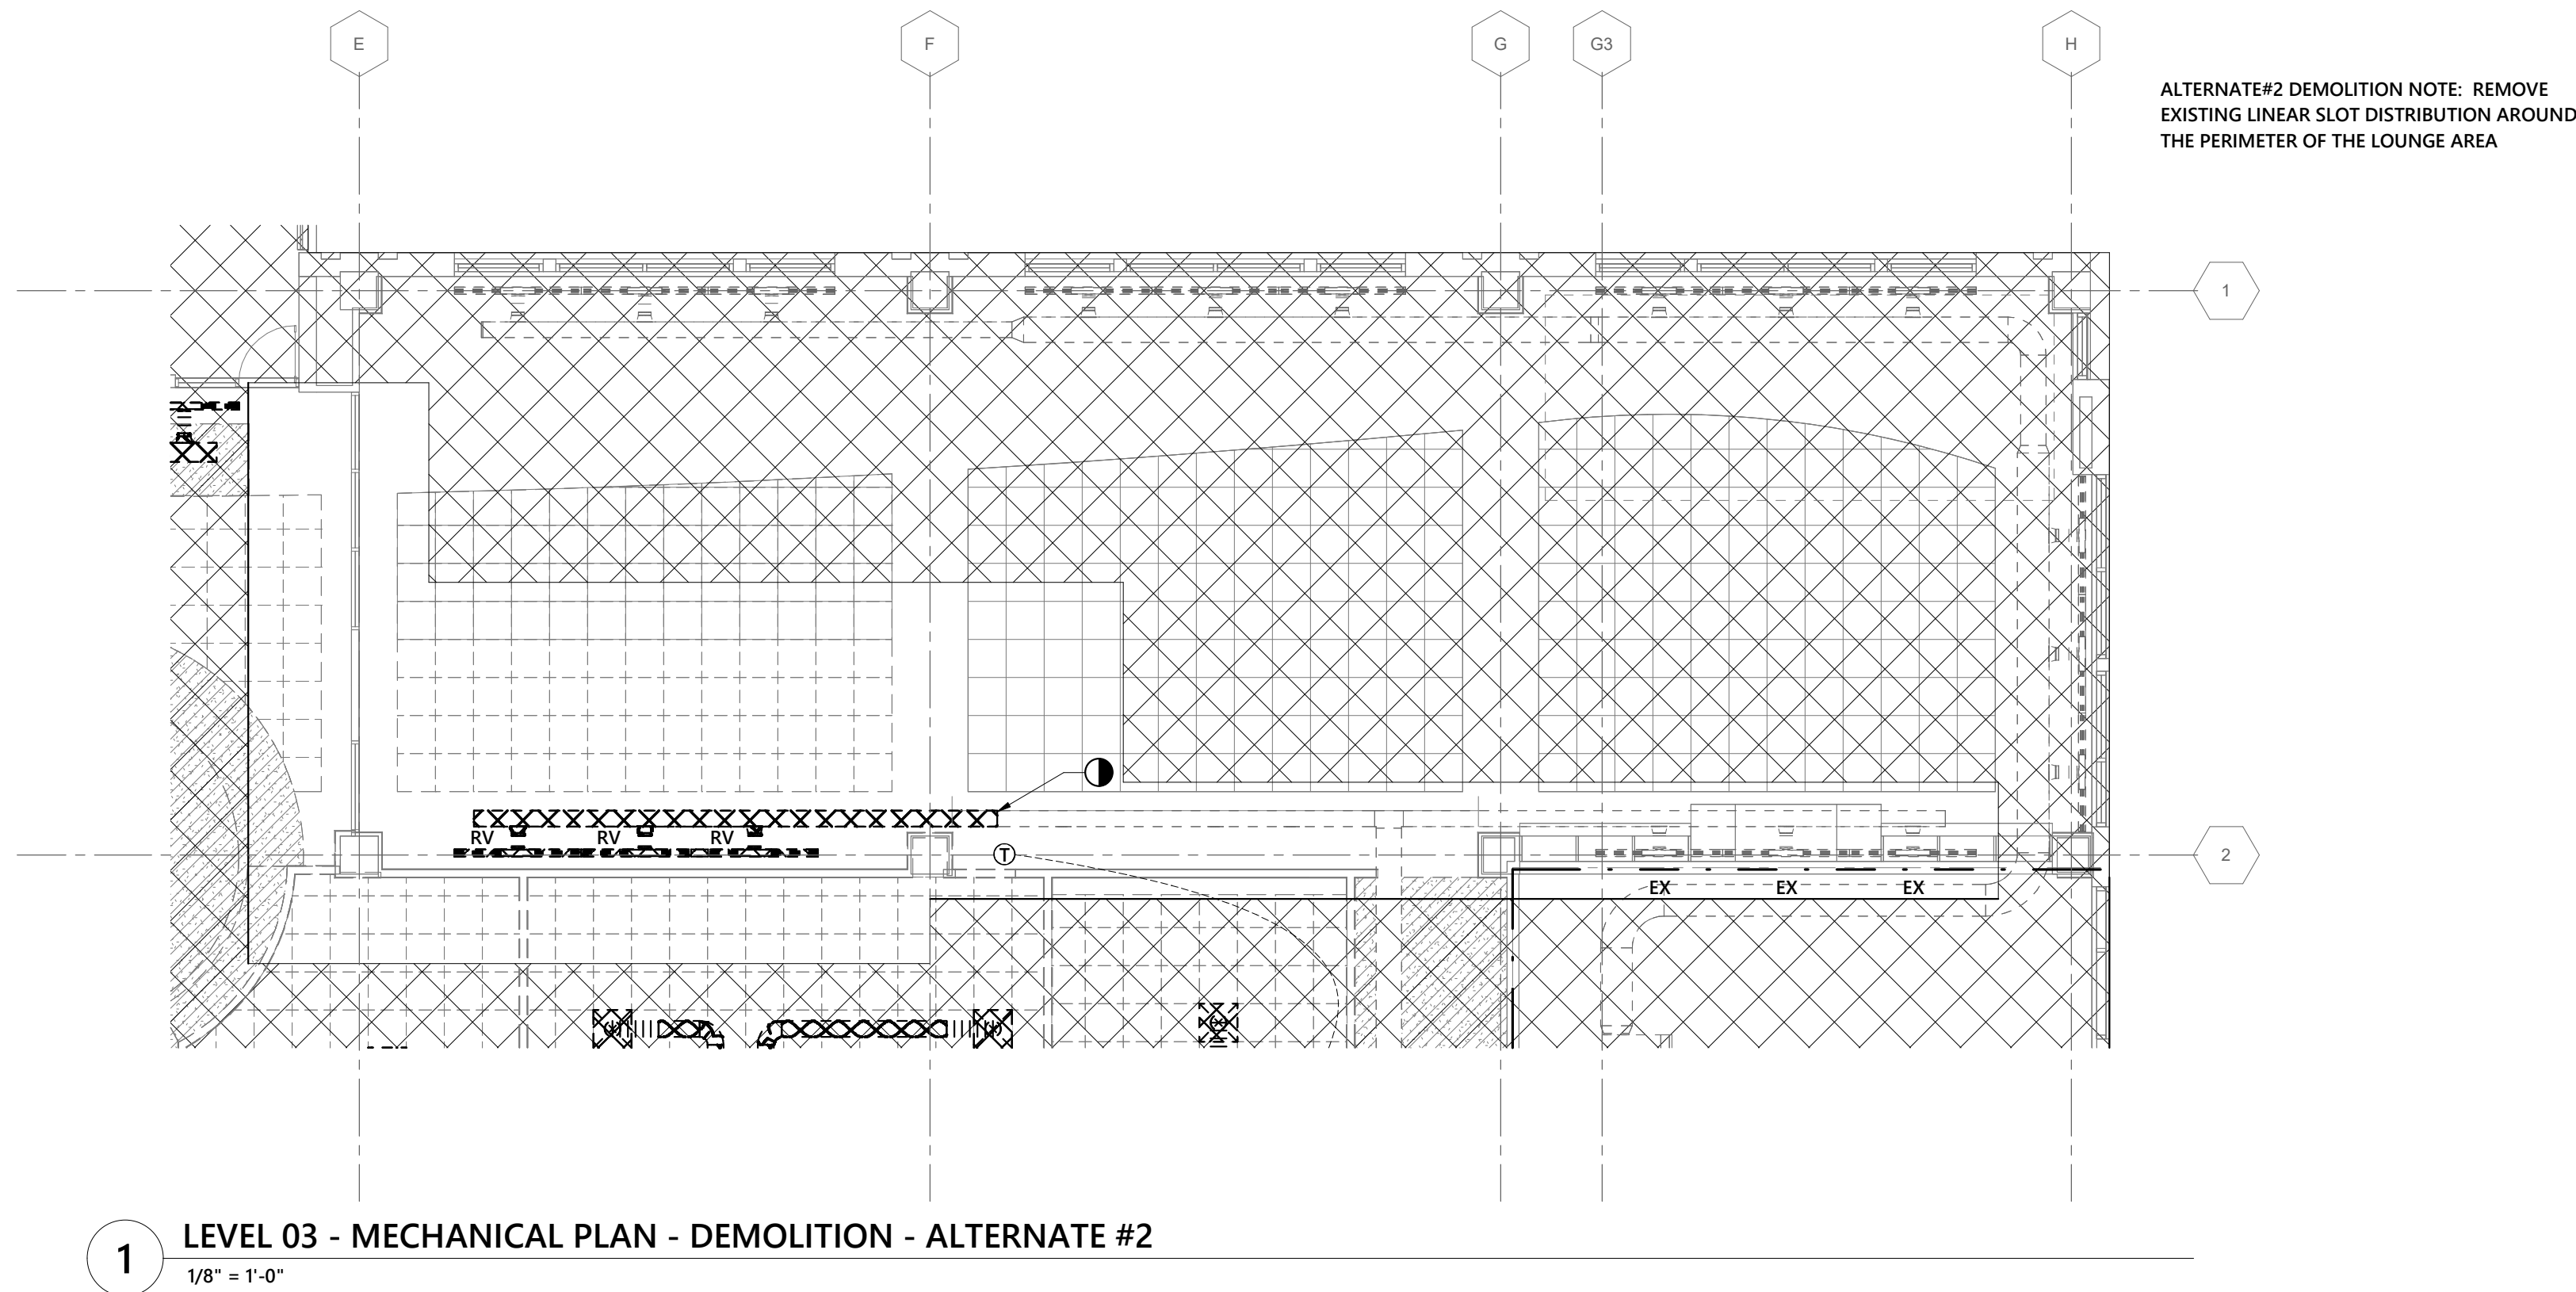 E
F
G
G3
H
ALTERNATE#2 DEMOLITION NOTE:  REMOVE
EXISTING LINEAR SLOT DISTRIBUTION AROUND
THE PERIMETER OF THE LOUNGE AREA
1
RV
RV
RV
T
2
EX
EX
EX
1
LEVEL 03 - MECHANICAL PLAN - DEMOLITION - ALTERNATE #2
1/8" = 1'-0"